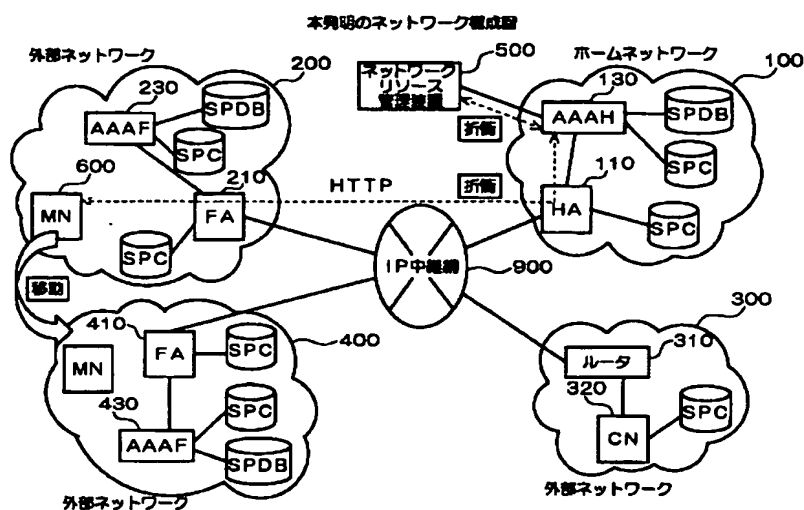 本発明のネットワーク構成図
外部ネットワーク
500
ホームネットワーク
200
ネットワーク
リソース
管理装置
100
230
130
SPDB
AAAF
AAAH
SPDB
折衝
SPC
600
210
110
SPC
HTTP
折衝
MN
FA
HA
SPC
SPC
IP中継網
900
移動
410
300
FA
SPC
400
310
MN
ルータ
320
430
SPC
SPC
AAAF
CN
SPDB
外部ネットワーク
外部ネットワーク